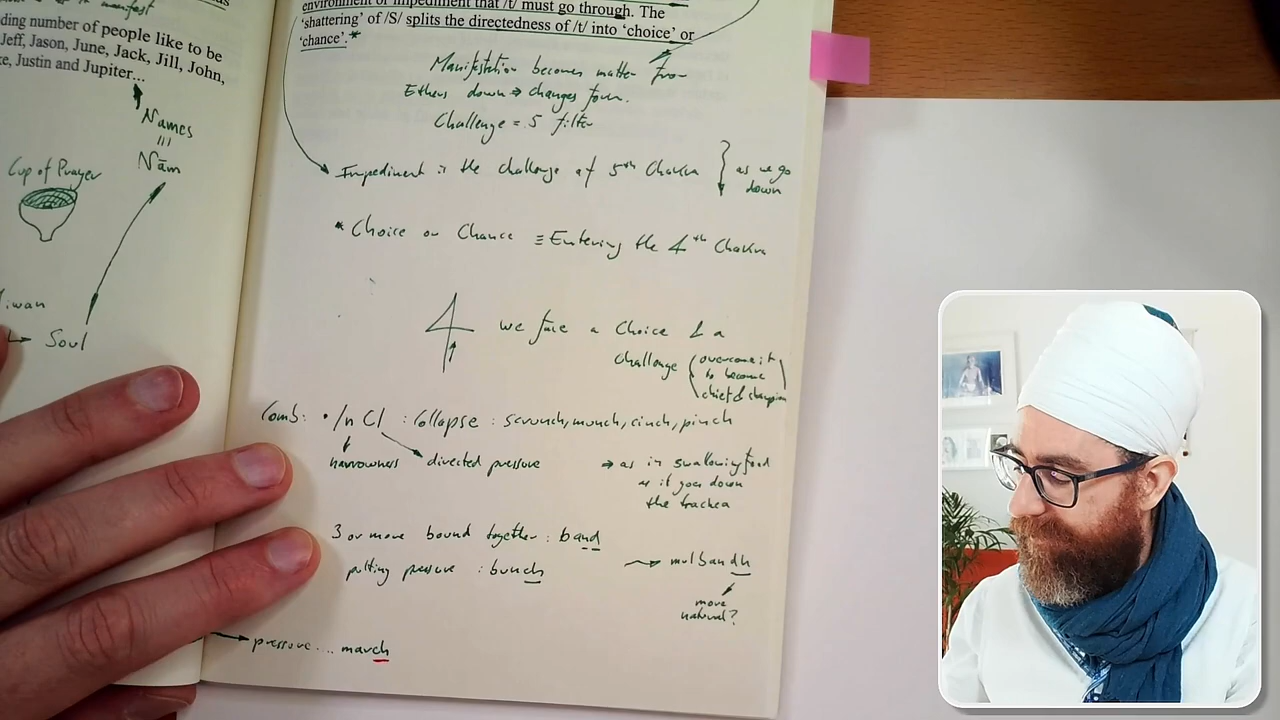 manifest
ding number of people like to be
Jeff, Jason, June, Jack, Jill, John,
e, Justin and Jupiter...
Names
Nām
Cup of Prayer
Soul
environment or impediment that /t/ must go through. The
'shattering' of /S/ splits the directedness of /t/ into 'choice' or
'chance'.*
Manifestation becomes matter from
Ethers down ⇒ changes form.
Challenge = 5 filter
Impediment is the challenge of 5th Chakra } as we go
down
* Choice or Chance ≡ Entering the 4th Chakra
we face a Choice & a
Challenge (overcome it
to become
chief & champion)
Comb: • /n C/ : Collapse : scrunch, munch, cinch, pinch
narrowness directed pressure ⇒ as in swallowing food
as it goes down
the trachea
3 or more bound together : band
putting pressure : bunch → mulbandh
more
natural?
→ pressure.... march